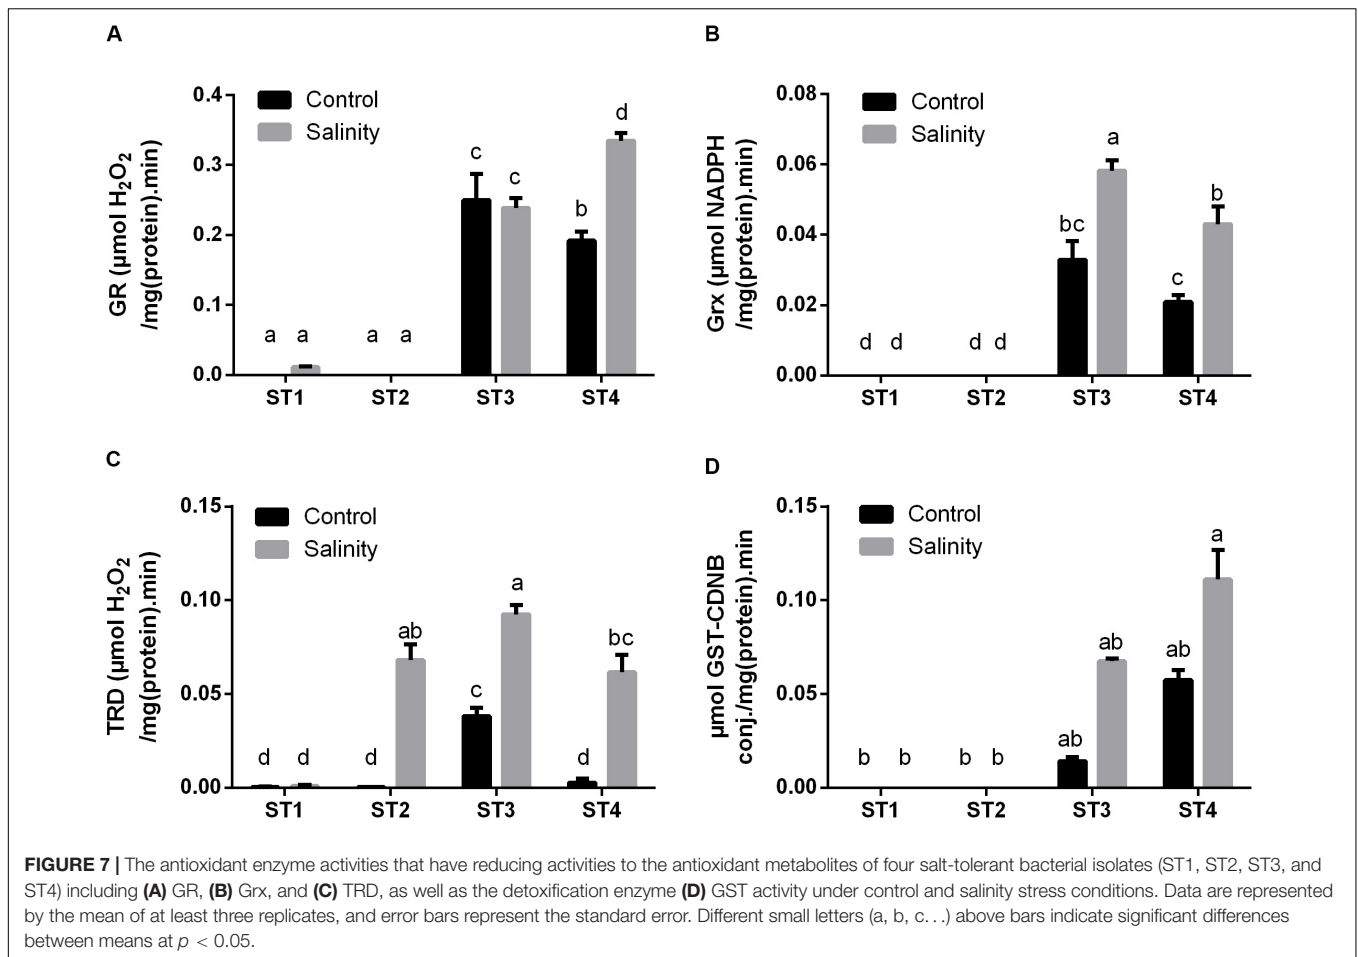 A
0.4
0.3
0.2
0.1
0.0
GR (µmol H2O2
/mg(protein).min)
Control
Salinity
a a a a c c b d
ST1 ST2 ST3 ST4
B
0.08
0.06
0.04
0.02
0.00
Grx (µmol NADPH
/mg(protein).min)
Control
Salinity
d d d d bc a c b
ST1 ST2 ST3 ST4
C
0.15
0.10
0.05
0.00
TRD (µmol H2O2
/mg(protein).min)
Control
Salinity
d d d ab c a d bc
ST1 ST2 ST3 ST4
D
0.15
0.10
0.05
0.00
µmol GST-CDNB
conj./mg(protein).min
Control
Salinity
b b b b ab ab ab a
ST1 ST2 ST3 ST4
FIGURE 7 | The antioxidant enzyme activities that have reducing activities to the antioxidant metabolites of four salt-tolerant bacterial isolates (ST1, ST2, ST3, and
ST4) including (A) GR, (B) Grx, and (C) TRD, as well as the detoxification enzyme (D) GST activity under control and salinity stress conditions. Data are represented
by the mean of at least three replicates, and error bars represent the standard error. Different small letters (a, b, c. . .) above bars indicate significant differences
between means at p < 0.05.